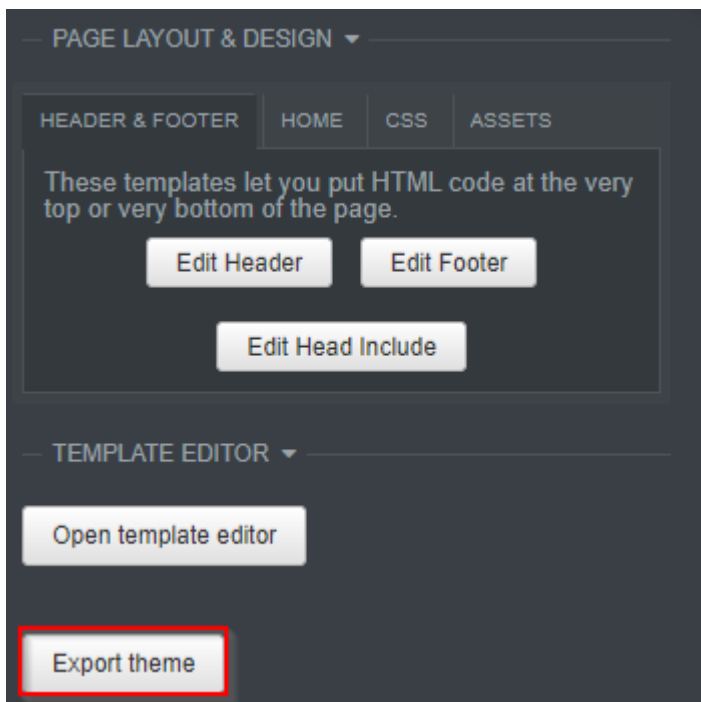 PAGE LAYOUT & DESIGN
HEADER & FOOTER HOME CSS ASSETS
These templates let you put HTML code at the very
top or very bottom of the page.
Edit Header Edit Footer
Edit Head Include
TEMPLATE EDITOR
Open template editor
Export theme